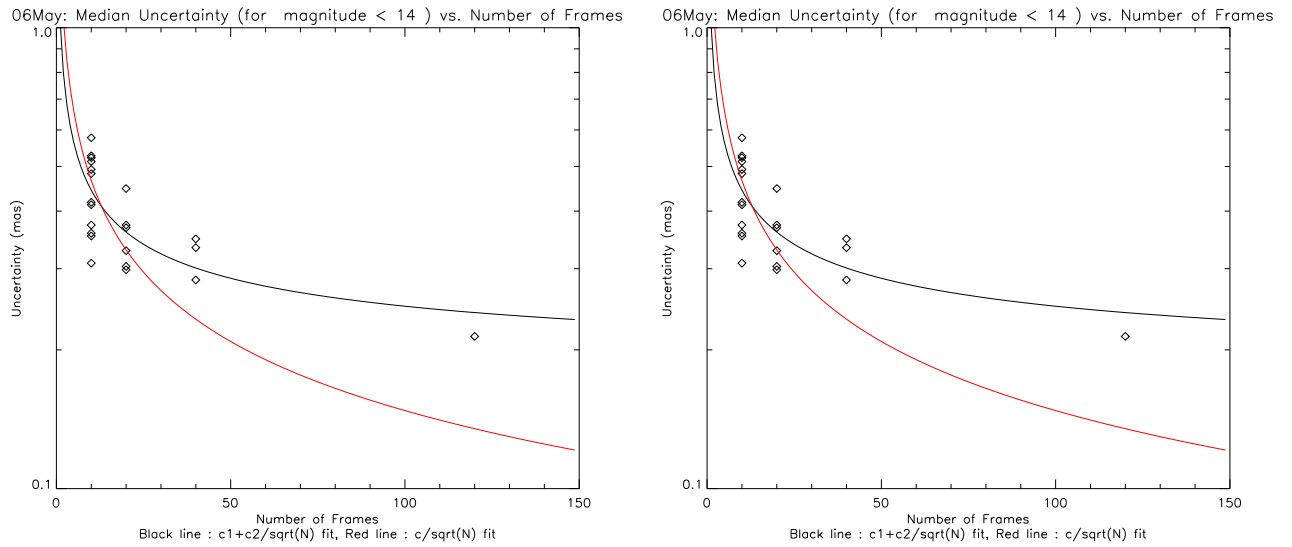 06May: Median Uncertainty (for magnitude < 14 ) vs. Number of Frames
1.0
Uncertainty (mas)
0.1
0 50 100 150
Number of Frames
Black line : c1+c2/sqrt(N) fit, Red line : c/sqrt(N) fit
06May: Median Uncertainty (for magnitude < 14 ) vs. Number of Frames
1.0
Uncertainty (mas)
0.1
0 50 100 150
Number of Frames
Black line : c1+c2/sqrt(N) fit, Red line : c/sqrt(N) fit